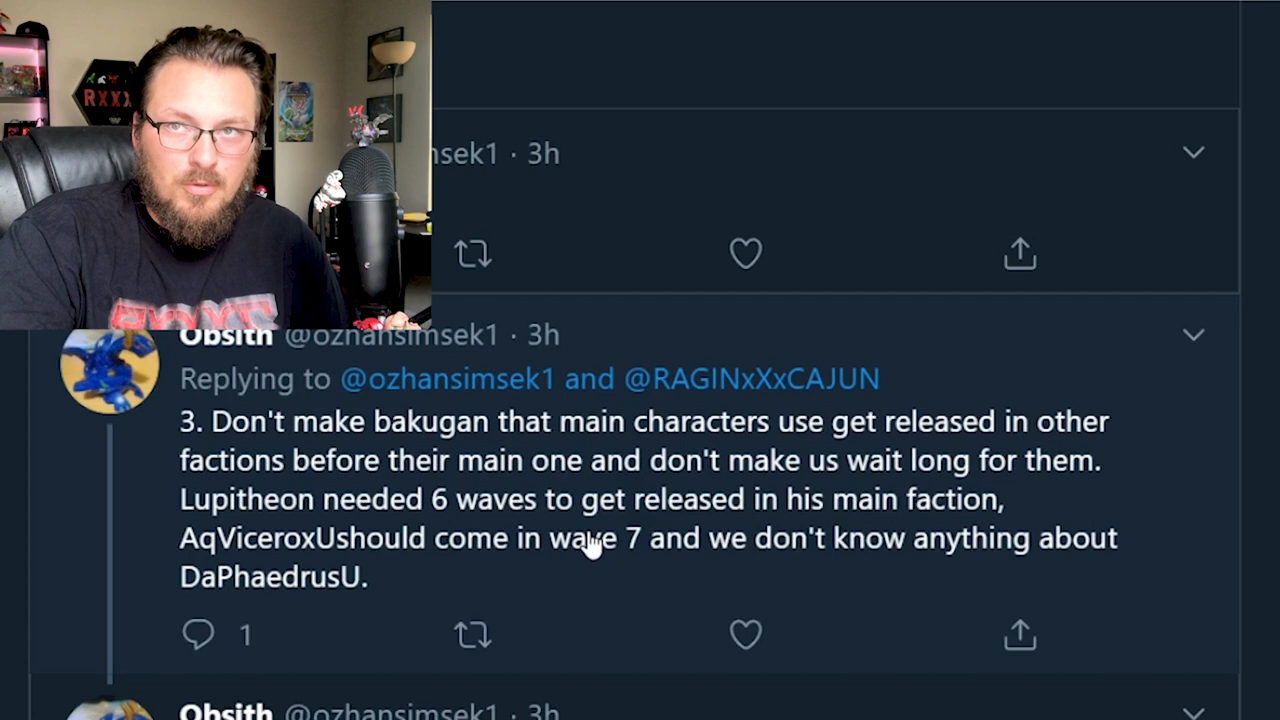 RXXX
nsek1 · 3h
Obsith @ozhansimsek1 · 3h
Replying to @ozhansimsek1 and @RAGINxXxCAJUN
3. Don't make bakugan that main characters use get released in other
factions before their main one and don't make us wait long for them.
Lupitheon needed 6 waves to get released in his main faction,
AqViceroxUshould come in wave 7 and we don't know anything about
DaPhaedrusU.
1
Obsith @ozhansimsek1 · 3h